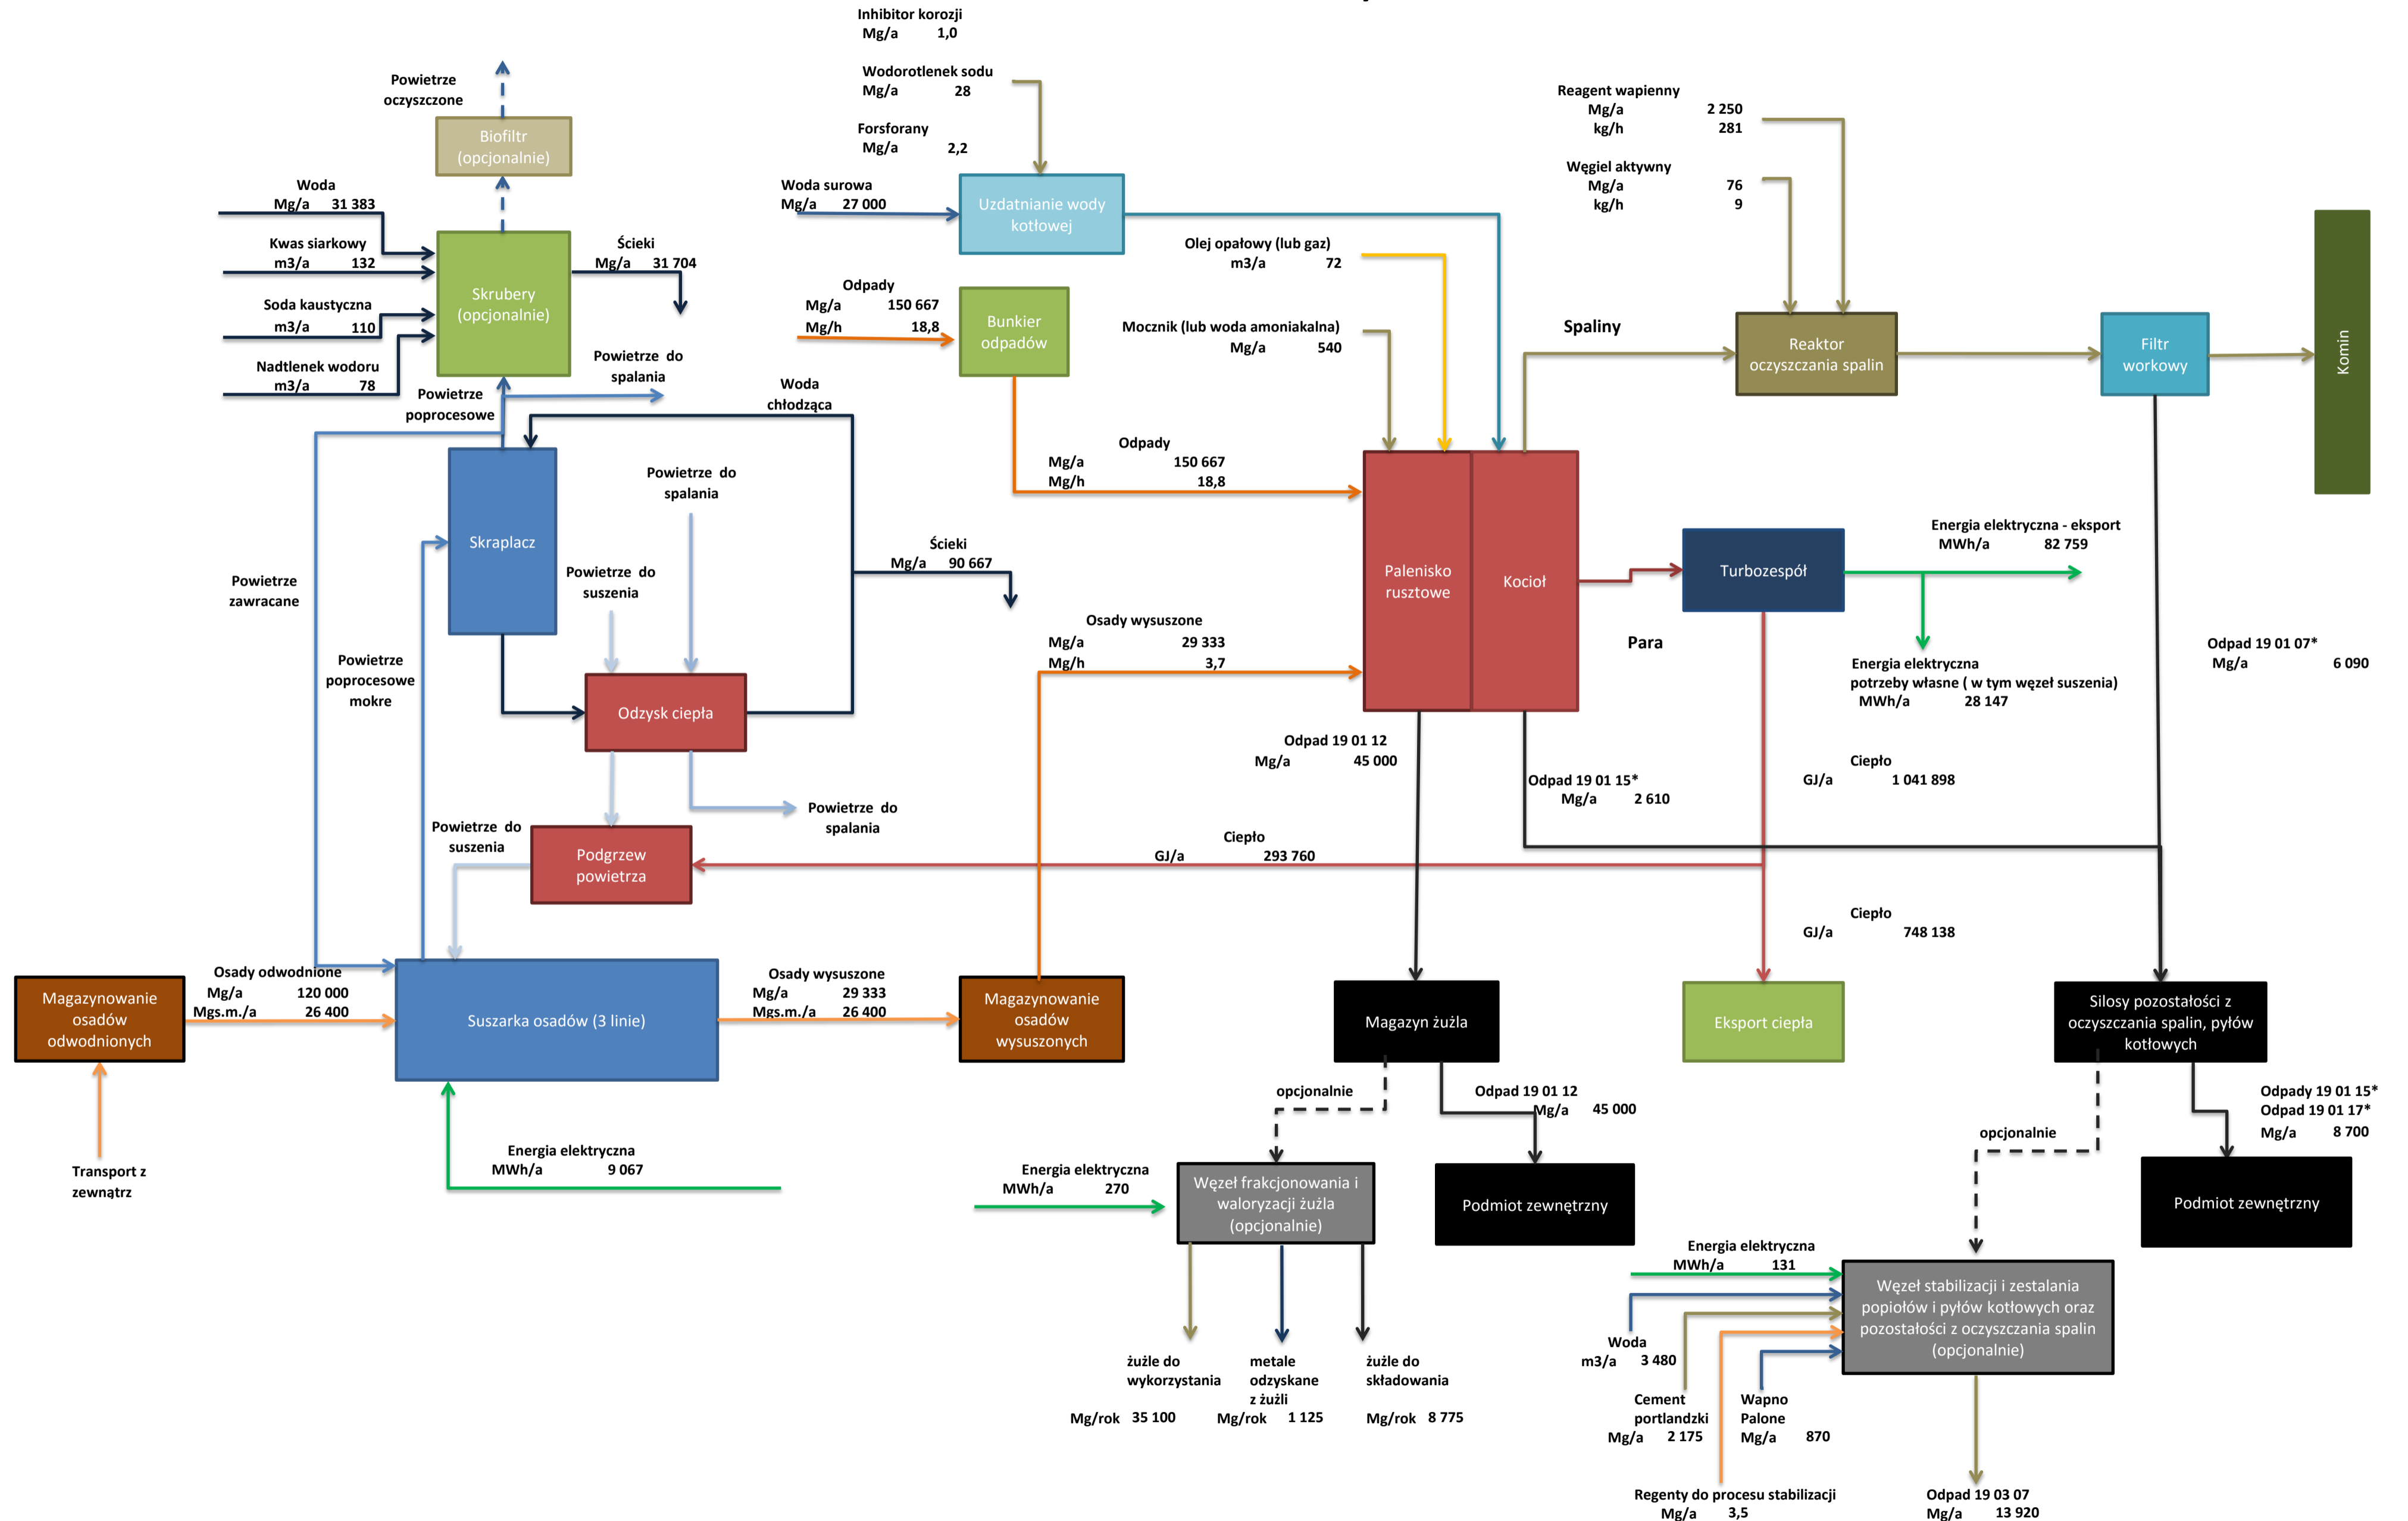 Inhibitor korozji
Mg/a 1,0
Wodorotlenek sodu
Mg/a 28
Forsforany
Mg/a 2,2
Powietrze
oczyszczone
Biofiltr
(opcjonalnie)
Woda
Mg/a 31 383
Kwas siarkowy
m3/a 132
Soda kaustyczna
m3/a 110
Nadtlenek wodoru
m3/a 78
Skrubery
(opcjonalnie)
Ścieki
Mg/a 31 704
Powietrze do
spalania
Powietrze
poprocesowe
Woda
chłodząca
Woda surowa
Mg/a 27 000
Uzdatnianie wody
kotłowej
Odpady
Mg/a 150 667
Mg/h 18,8
Bunkier
odpadów
Olej opałowy (lub gaz)
m3/a 72
Mocznik (lub woda amoniakalna)
Mg/a 540
Reagent wapienny
Mg/a 2 250
kg/h 281
Węgiel aktywny
Mg/a 76
kg/h 9
Spaliny
Reaktor
oczyszczania spalin
Filtr
workowy
Komin
Odpady
Mg/a 150 667
Mg/h 18,8
Skraplacz
Powietrze do
spalania
Powietrze do
suszenia
Ścieki
Mg/a 90 667
Powietrze
zawracane
Powietrze
poprocesowe
mokre
Odzysk ciepła
Osady wysuszone
Mg/a 29 333
Mg/h 3,7
Palenisko
rusztowe
Kocioł
Para
Turbozespół
Energia elektryczna - eksport
MWh/a 82 759
Energia elektryczna
potrzeby własne ( w tym węzeł suszenia)
MWh/a 28 147
Odpad 19 01 07*
Mg/a 6 090
Odpad 19 01 12
Mg/a 45 000
Odpad 19 01 15*
Mg/a 2 610
Ciepło
GJ/a 1 041 898
Powietrze do
spalania
Powietrze do
suszenia
Podgrzew
powietrza
Ciepło
GJ/a 293 760
Ciepło
GJ/a 748 138
Magazynowanie
osadów
odwodnionych
Osady odwodnione
Mg/a 120 000
Mgs.m./a 26 400
Suszarka osadów (3 linie)
Osady wysuszone
Mg/a 29 333
Mgs.m./a 26 400
Magazynowanie
osadów
wysuszonych
Magazyn żużla
Eksport ciepła
Silosy pozostałości z
oczyszczania spalin, pyłów
kotłowych
Transport z
zewnątrz
Energia elektryczna
MWh/a 9 067
opcjonalnie
Odpad 19 01 12
Mg/a 45 000
Energia elektryczna
MWh/a 270
Węzeł frakcjonowania i
waloryzacji żużla
(opcjonalnie)
Podmiot zewnętrzny
opcjonalnie
Odpady 19 01 15*
Odpad 19 01 17*
Mg/a 8 700
Podmiot zewnętrzny
żużle do
wykorzystania
Mg/rok 35 100
metale
odzyskane
z żużli
Mg/rok 1 125
żużle do
składowania
Mg/rok 8 775
Energia elektryczna
MWh/a 131
Woda
m3/a 3 480
Cement
portlandzki
Mg/a 2 175
Wapno
Palone
Mg/a 870
Węzeł stabilizacji i zestalania
popiołów i pyłów kotłowych oraz
pozostałości z oczyszczania spalin
(opcjonalnie)
Regenty do procesu stabilizacji
Mg/a 3,5
Odpad 19 03 07
Mg/a 13 920